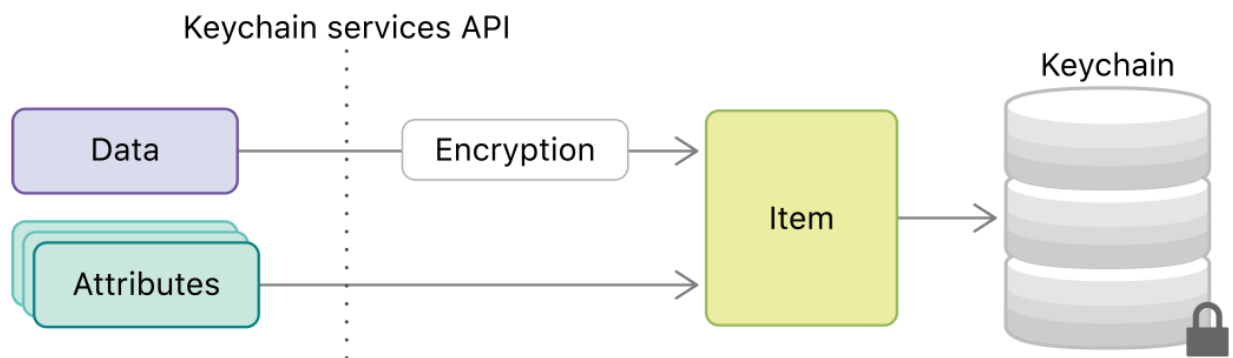 Keychain services API
Keychain
Data
Encryption
Item
Attributes